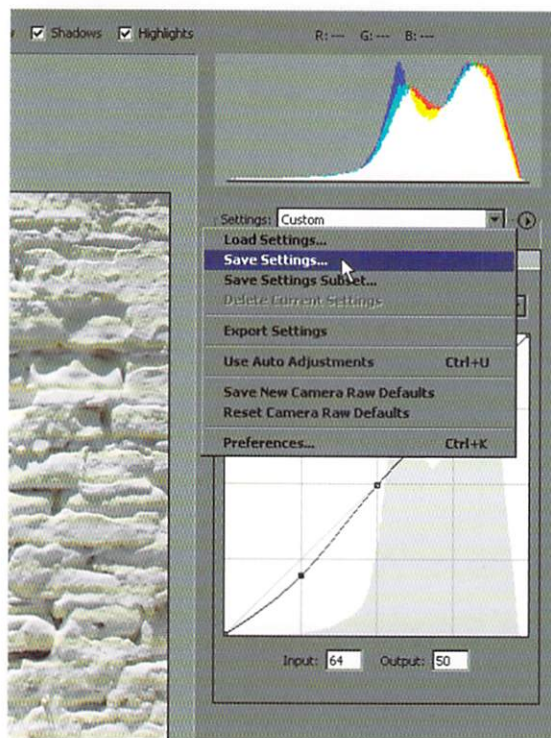 Shadows Highlights R: --- G: --- B: ---
Settings: Custom
Load Settings...
Save Settings...
Save Settings Subset...
Delete Current Settings
Export Settings
Use Auto Adjustments Ctrl+U
Save New Camera Raw Defaults
Reset Camera Raw Defaults
Preferences... Ctrl+K
Input: 64 Output: 50